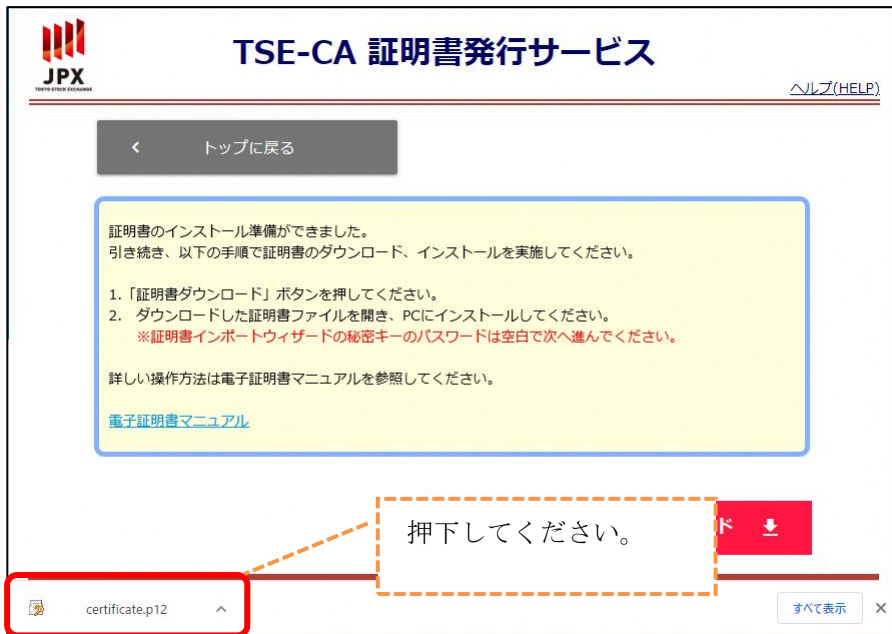 JPX
TOKYO STOCK EXCHANGE
TSE-CA 証明書発行サービス
ヘルプ(HELP)
トップに戻る
証明書のインストール準備ができました。
引き続き、以下の手順で証明書のダウンロード、インストールを実施してください。
1.「証明書ダウンロード」ボタンを押してください。
2. ダウンロードした証明書ファイルを開き、PCにインストールしてください。
※証明書インポートウィザードの秘密キーのパスワードは空白で次へ進んでください。
詳しい操作方法は電子証明書マニュアルを参照してください。
電子証明書マニュアル
押下してください。
ド
certificate.p12
すべて表示